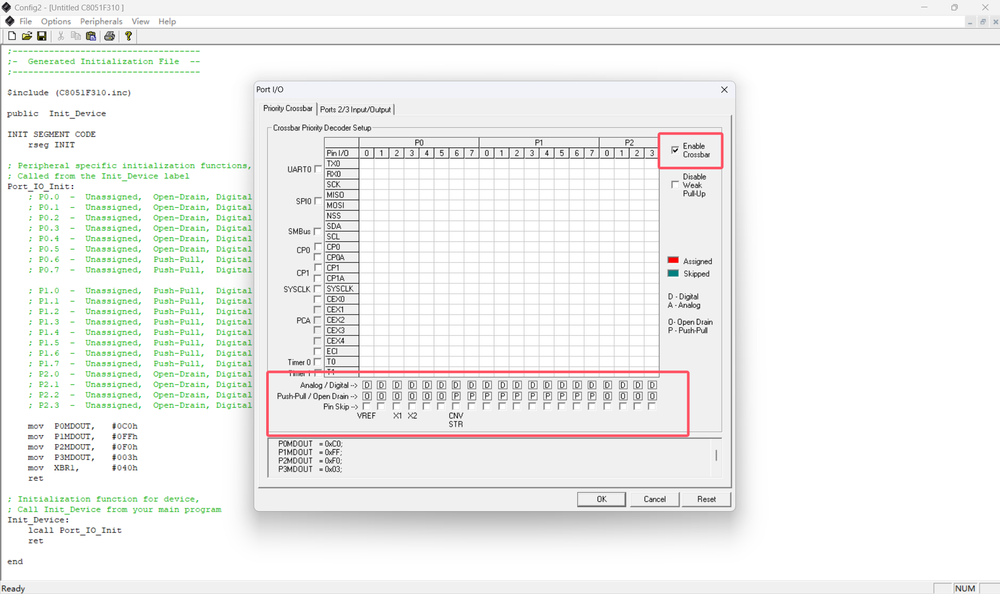 Config2 - [Untitled C8051F310 ]
File Options Peripherals View Help
;------------------------------------
;-  Generated Initialization File  --
;------------------------------------
$include (C8051F310.inc)
public  Init_Device
INIT SEGMENT CODE
    rseg INIT
; Peripheral specific initialization functions,
; Called from the Init_Device label
Port_IO_Init:
    ; P0.0  -  Unassigned,  Open-Drain, Digital
    ; P0.1  -  Unassigned,  Open-Drain, Digital
    ; P0.2  -  Unassigned,  Open-Drain, Digital
    ; P0.3  -  Unassigned,  Open-Drain, Digital
    ; P0.4  -  Unassigned,  Open-Drain, Digital
    ; P0.5  -  Unassigned,  Open-Drain, Digital
    ; P0.6  -  Unassigned,  Push-Pull,  Digital
    ; P0.7  -  Unassigned,  Push-Pull,  Digital
    ; P1.0  -  Unassigned,  Push-Pull,  Digital
    ; P1.1  -  Unassigned,  Push-Pull,  Digital
    ; P1.2  -  Unassigned,  Push-Pull,  Digital
    ; P1.3  -  Unassigned,  Push-Pull,  Digital
    ; P1.4  -  Unassigned,  Push-Pull,  Digital
    ; P1.5  -  Unassigned,  Push-Pull,  Digital
    ; P1.6  -  Unassigned,  Push-Pull,  Digital
    ; P1.7  -  Unassigned,  Push-Pull,  Digital
    ; P2.0  -  Unassigned,  Open-Drain, Digital
    ; P2.1  -  Unassigned,  Open-Drain, Digital
    ; P2.2  -  Unassigned,  Open-Drain, Digital
    ; P2.3  -  Unassigned,  Open-Drain, Digital
    mov  P0MDOUT,   #0C0h
    mov  P1MDOUT,   #0FFh
    mov  P2MDOUT,   #0F0h
    mov  P3MDOUT,   #003h
    mov  XBR1,      #040h
    ret
; Initialization function for device,
; Call Init_Device from your main program
Init_Device:
    lcall Port_IO_Init
    ret
end
Port I/O
Priority Crossbar
Ports 2/3 Input/Output
Crossbar Priority Decoder Setup
P0 P1 P2
Pin I/O 0 1 2 3 4 5 6 7 0 1 2 3 4 5 6 7 0 1 2 3
UART0
TX0
RX0
SPI0
SCK
MISO
MOSI
NSS
SMBus
SDA
SCL
CP0
CP0
CP0A
CP1
CP1
CP1A
SYSCLK SYSCLK
PCA
CEX0
CEX1
CEX2
CEX3
CEX4
ECI
Timer 0 T0
Timer 1 T1
Analog / Digital --> D D D D D D D D D D D D D D D D D D D D
Push-Pull / Open Drain --> O O O O O O P P P P P P P P P P O O O O
Pin Skip -->
VREF X1 X2 CNV
STR
Enable
Crossbar
Disable
Weak
Pull-Up
Assigned
Skipped
D - Digital
A - Analog
O- Open Drain
P - Push-Pull
P0MDOUT = 0xC0;
P1MDOUT = 0xFF;
P2MDOUT = 0xF0;
P3MDOUT = 0x03;
OK Cancel Reset
Ready
NUM